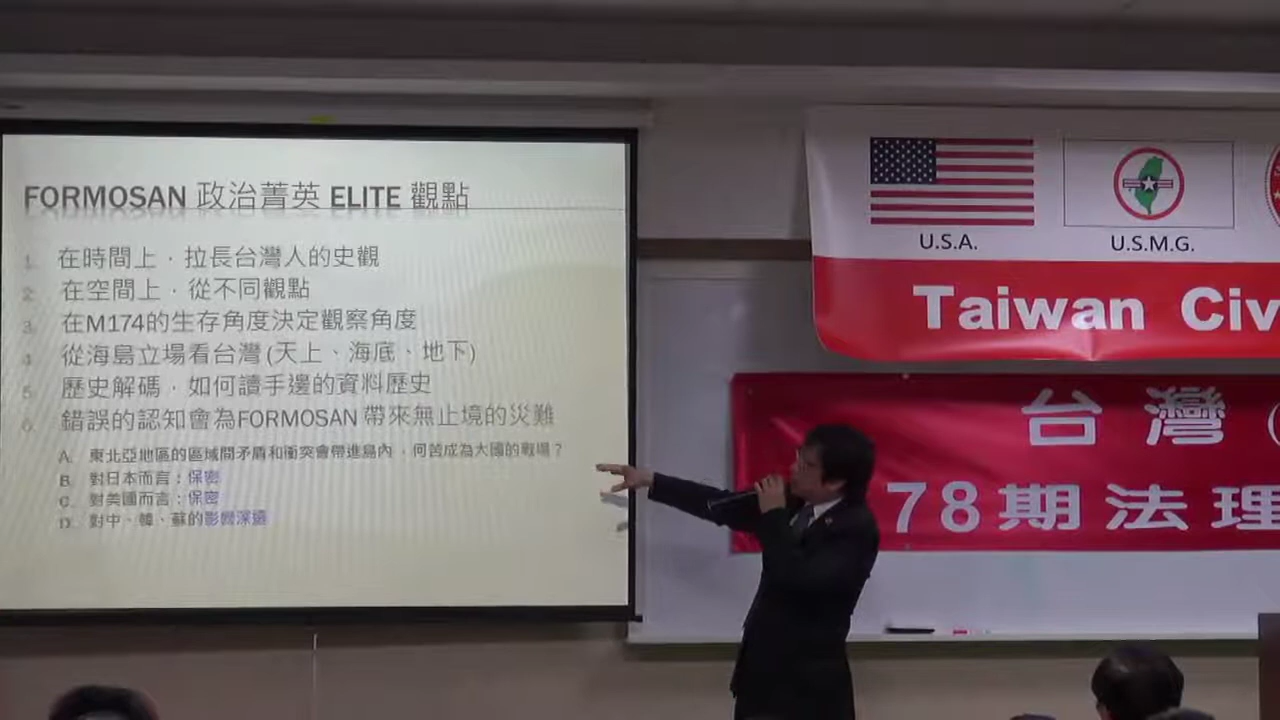 FORMOSAN 政治菁英 ELITE 觀點
1. 在時間上，拉長台灣人的史觀
2. 在空間上，從不同觀點
3. 在M174的生存角度決定觀察角度
4. 從海島立場看台灣 (天上、海底、地下)
5. 歷史解碼，如何讀手邊的資料歷史
6. 錯誤的認知會為FORMOSAN 帶來無止境的災難
A. 東北亞地區的區域間矛盾和衝突會帶進島內，何苦成為大國的戰場？
B. 對日本而言：保密
C. 對美國而言：保密
D. 對中、韓、蘇的影響深遠
U.S.A.
U.S.M.G.
Taiwan Civ
台灣（
78期法理